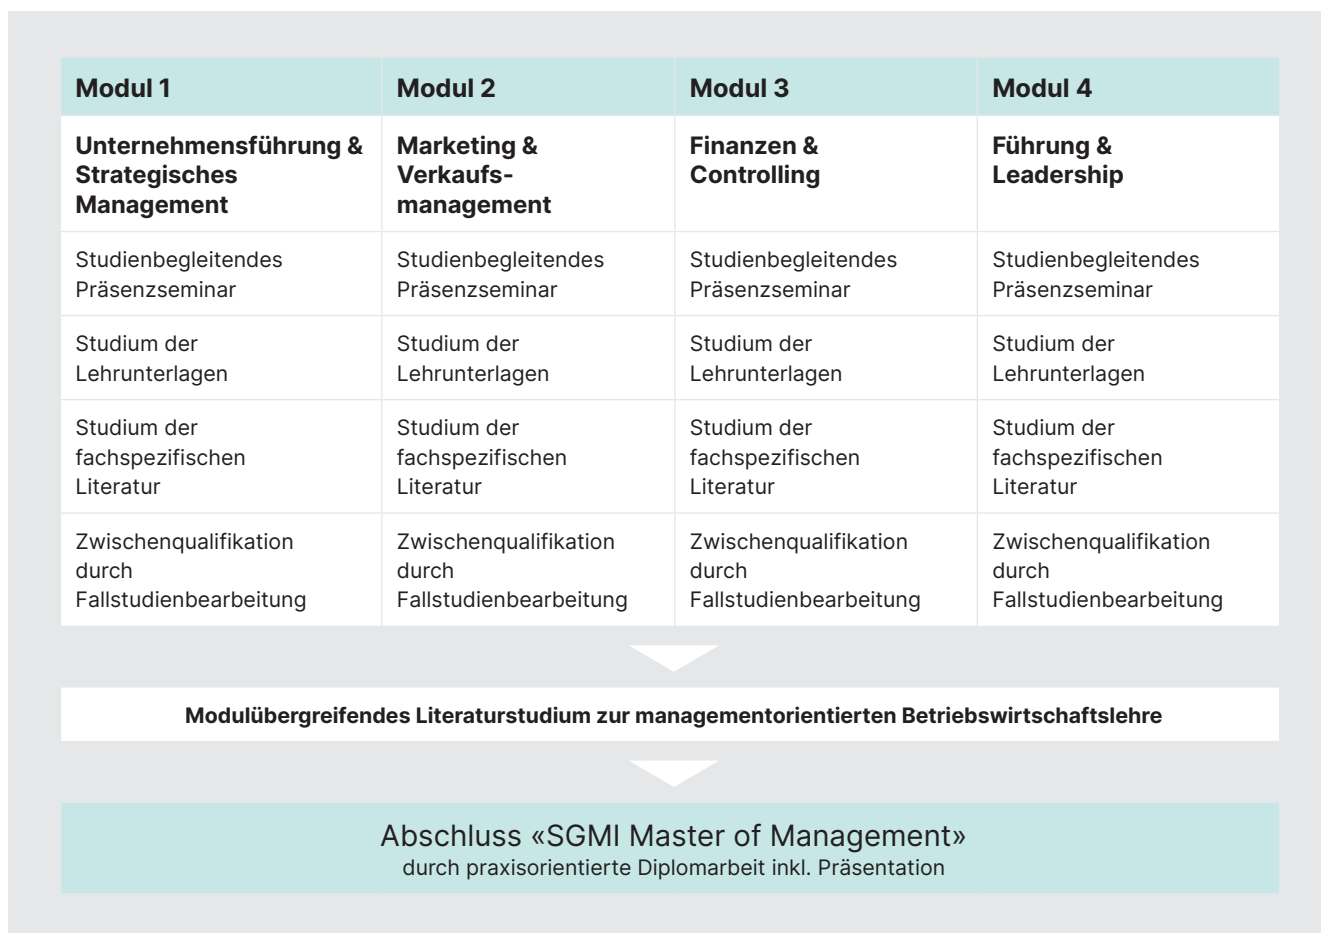 Modul 1
Modul 2
Modul 3
Modul 4
Unternehmensführung &
Strategisches
Management
Marketing &
Verkaufs-
management
Finanzen &
Controlling
Führung &
Leadership
Studienbegleitendes
Präsenzseminar
Studienbegleitendes
Präsenzseminar
Studienbegleitendes
Präsenzseminar
Studienbegleitendes
Präsenzseminar
Studium der
Lehrunterlagen
Studium der
Lehrunterlagen
Studium der
Lehrunterlagen
Studium der
Lehrunterlagen
Studium der
fachspezifischen
Literatur
Studium der
fachspezifischen
Literatur
Studium der
fachspezifischen
Literatur
Studium der
fachspezifischen
Literatur
Zwischenqualifikation
durch
Fallstudienbearbeitung
Zwischenqualifikation
durch
Fallstudienbearbeitung
Zwischenqualifikation
durch
Fallstudienbearbeitung
Zwischenqualifikation
durch
Fallstudienbearbeitung
Modulübergreifendes Literaturstudium zur managementorientierten Betriebswirtschaftslehre
Abschluss «SGMI Master of Management»
durch praxisorientierte Diplomarbeit inkl. Präsentation